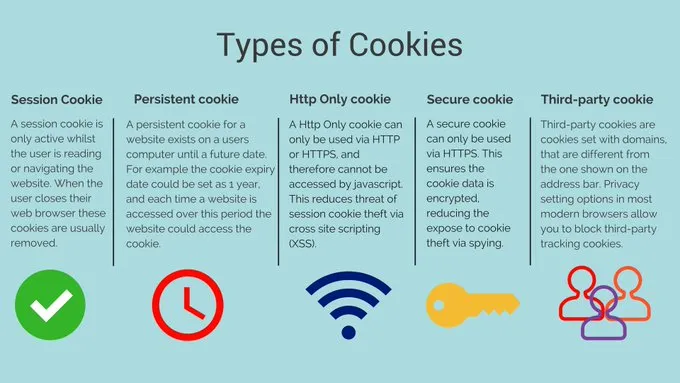 Types of Cookies
Session Cookie
A session cookie is
only active whilst
the user is reading
or navigating the
website. When the
user closes their
web browser these
cookies are usually
removed.
Persistent cookie
A persistent cookie for a
website exists on a users
computer until a future date.
For example the cookie expiry
date could be set as 1 year,
and each time a website is
accessed over this period the
website could access the
cookie.
Http Only cookie
A Http Only cookie can
only be used via HTTP
or HTTPS, and
therefore cannot be
accessed by javascript.
This reduces threat of
session cookie theft via
cross site scripting
(XSS).
Secure cookie
A secure cookie
can only be used
via HTTPS. This
ensures the
cookie data is
encrypted,
reducing the
expose to cookie
theft via spying.
Third-party cookie
Third-party cookies are
cookies set with domains,
that are different from
the one shown on the
address bar. Privacy
setting options in most
modern browsers allow
you to block third-party
tracking cookies.